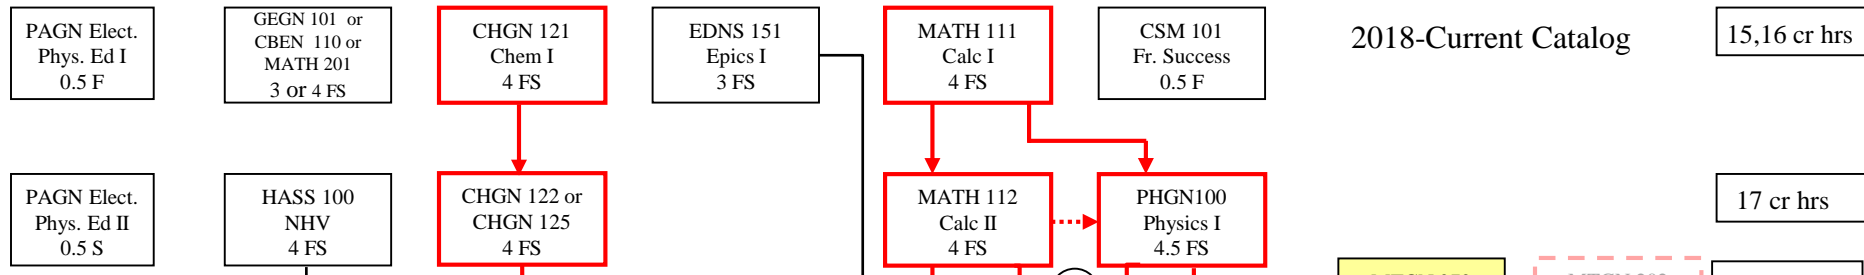 PAGN Elect.
Phys. Ed I
0.5 F
GEGN 101 or
CBEN 110 or
MATH 201
3 or 4 FS
CHGN 121
Chem I
4 FS
EDNS 151
Epics I
3 FS
MATH 111
Calc I
4 FS
CSM 101
Fr. Success
0.5 F
2018-Current Catalog
15,16 cr hrs
PAGN Elect.
Phys. Ed II
0.5 S
HASS 100
NHV
4 FS
CHGN 122 or
CHGN 125
4 FS
MATH 112
Calc II
4 FS
PHGN100
Physics I
4.5 FS
17 cr hrs